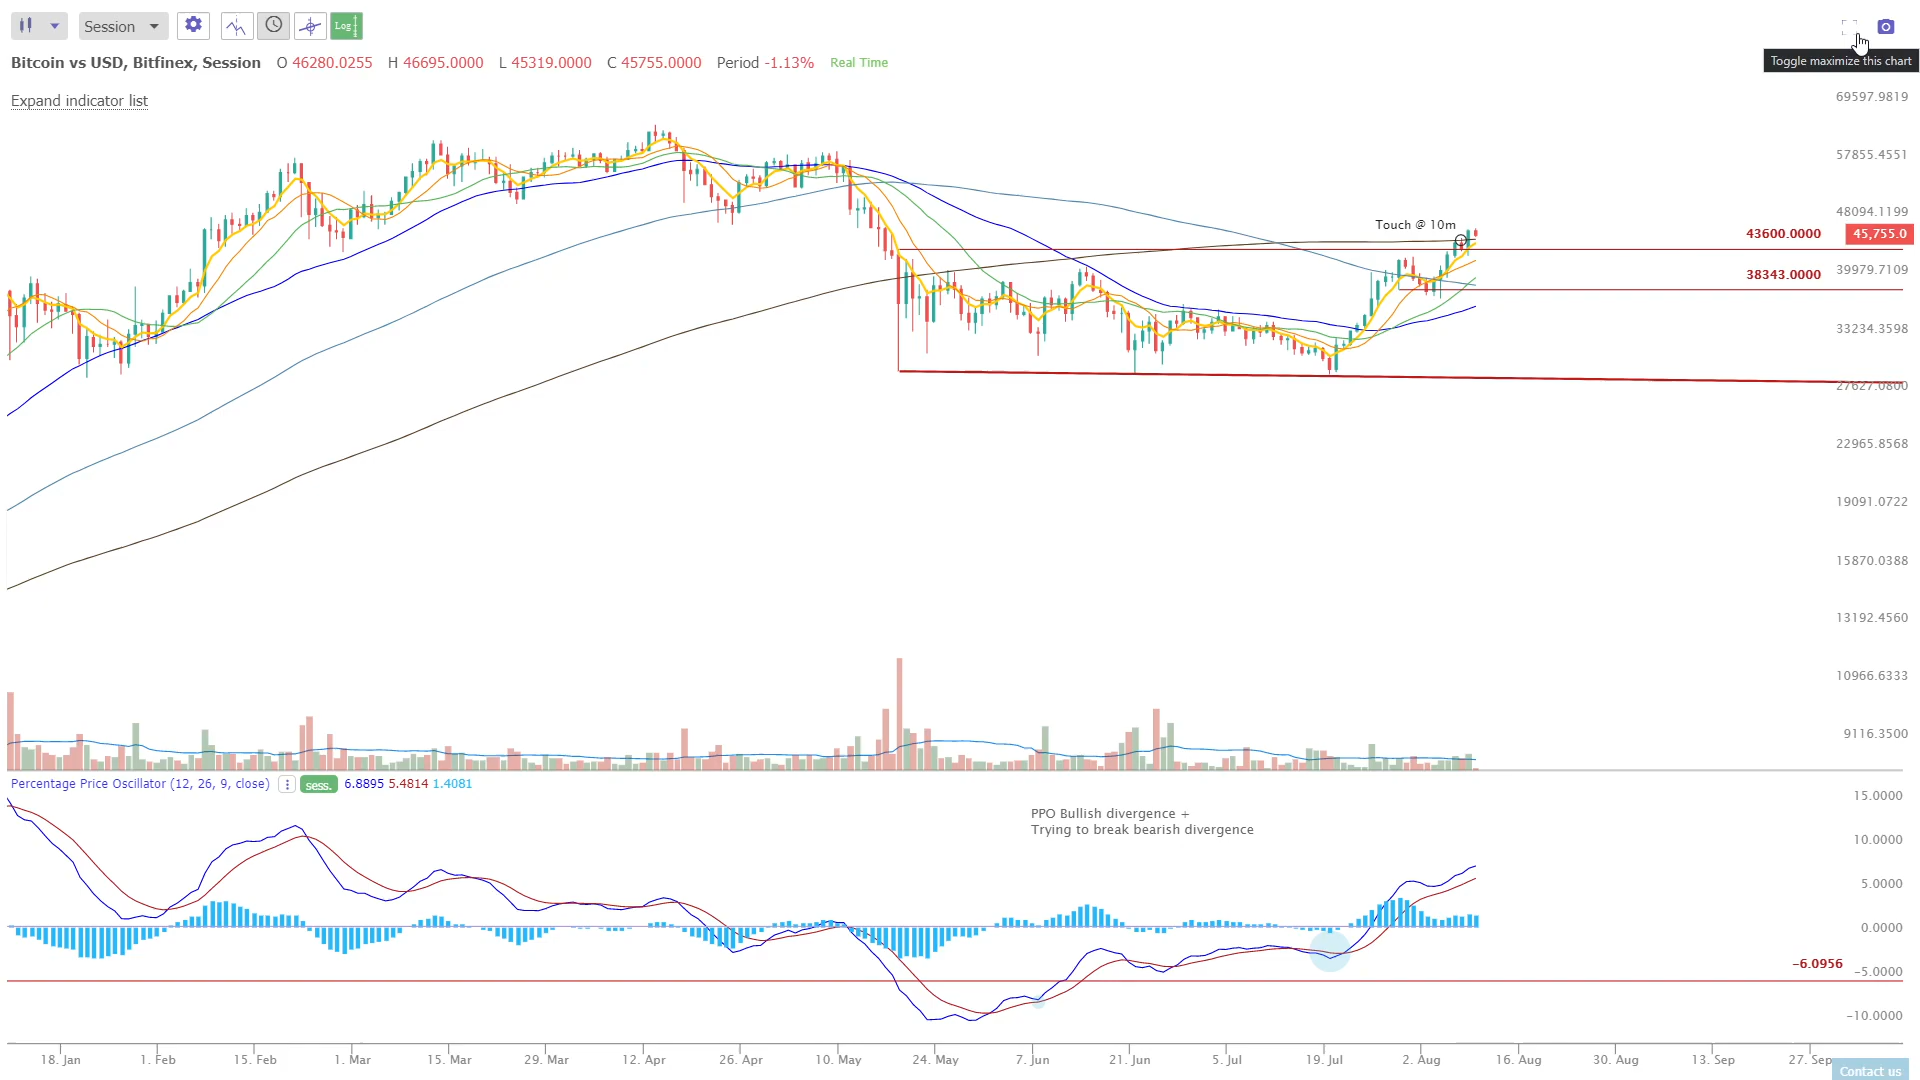 Session
Log
Toggle maximize this chart
Bitcoin vs USD, Bitfinex, Session O 46280.0255 H 46695.0000 L 45319.0000 C 45755.0000 Period -1.13% Real Time
Expand indicator list
69597.9819
57855.4551
48094.1199
Touch @ 10m
43600.0000
45,755.0
39979.7109
38343.0000
33234.3598
27627.0800
22965.8568
19091.0722
15870.0388
13192.4560
10966.6333
9116.3500
Percentage Price Oscillator (12, 26, 9, close) sess. 6.8895 5.4814 1.4081
PPO Bullish divergence +
Trying to break bearish divergence
15.0000
10.0000
5.0000
0.0000
-6.0956
-5.0000
-10.0000
18. Jan 1. Feb 15. Feb 1. Mar 15. Mar 29. Mar 12. Apr 26. Apr 10. May 24. May 7. Jun 21. Jun 5. Jul 19. Jul 2. Aug 16. Aug 30. Aug 13. Sep 27. Sep
Contact us